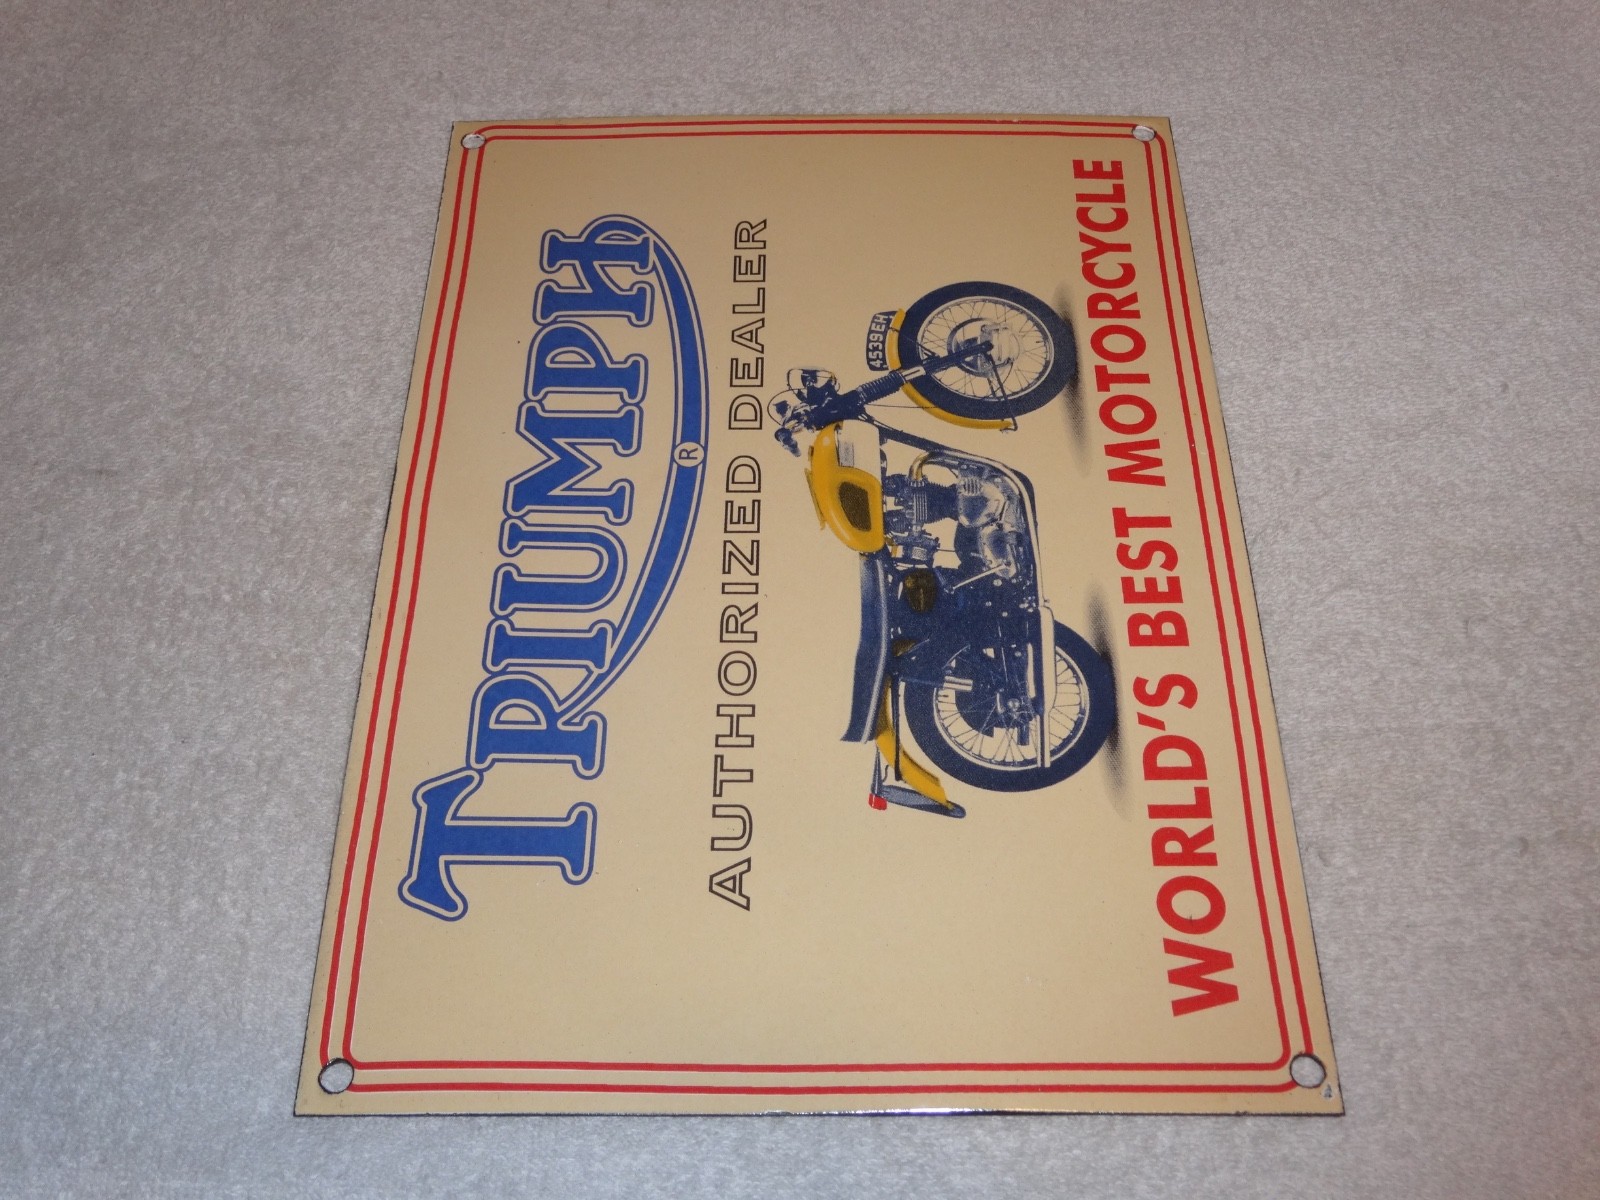 TRIUMPH
®
AUTHORIZED DEALER
4539EH
WORLD'S BEST MOTORCYCLE